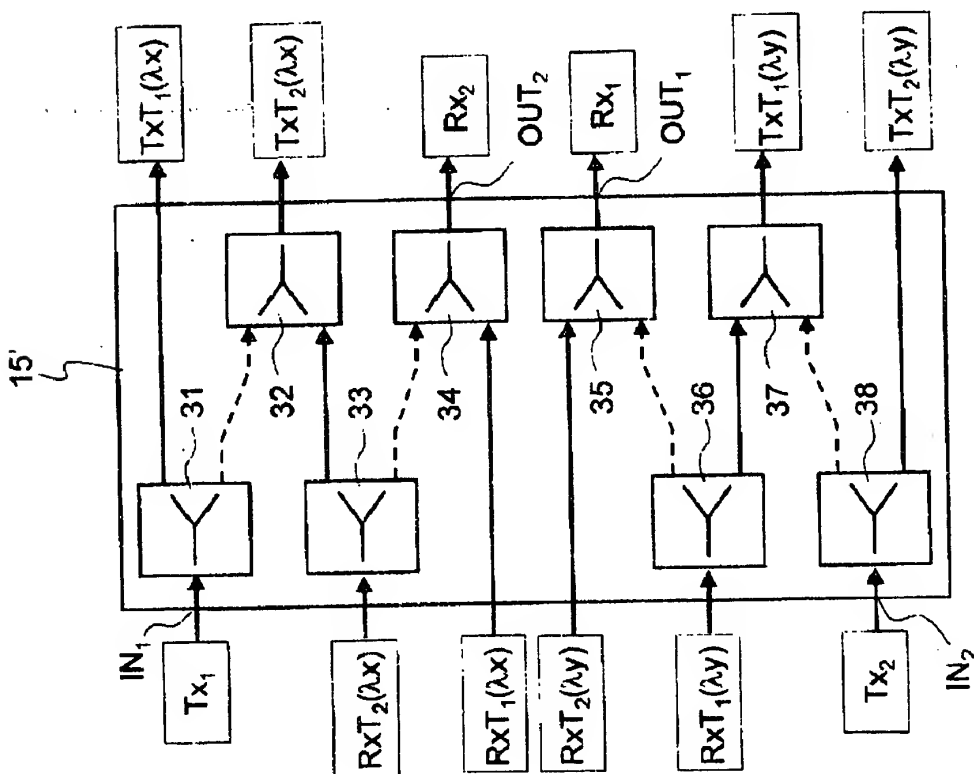 15'
IN₁
Tx₁
RxT₂(λx)
RxT₁(λx)
RxT₂(λy)
RxT₁(λy)
Tx₂
IN₂
31
32
33
34
35
36
37
38
TxT₁(λx)
TxT₂(λx)
Rx₂
OUT₂
Rx₁
OUT₁
TxT₁(λy)
TxT₂(λy)